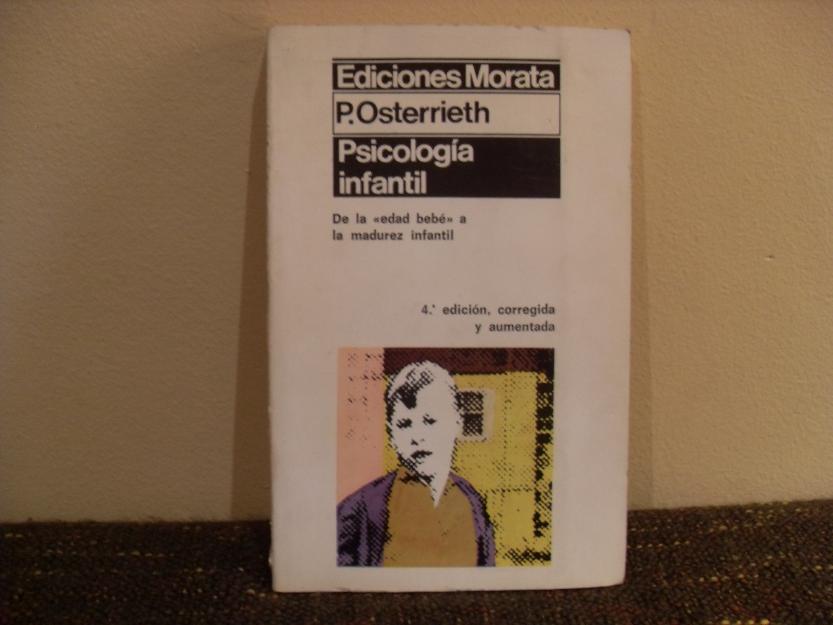 Ediciones Morata
P. Osterrieth
Psicología
infantil
De la «edad bebé» a
la madurez infantil
4.ª edición, corregida
y aumentada